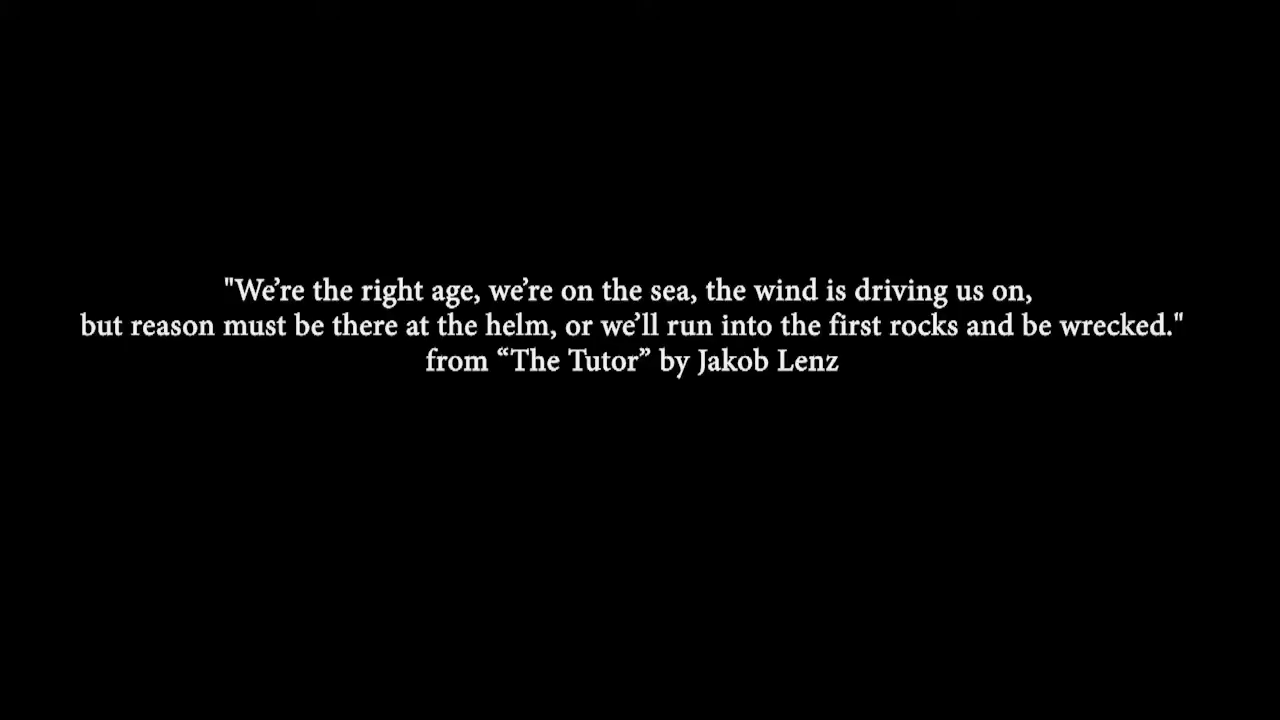 "We’re the right age, we’re on the sea, the wind is driving us on,
but reason must be there at the helm, or we’ll run into the first rocks and be wrecked."
from “The Tutor” by Jakob Lenz